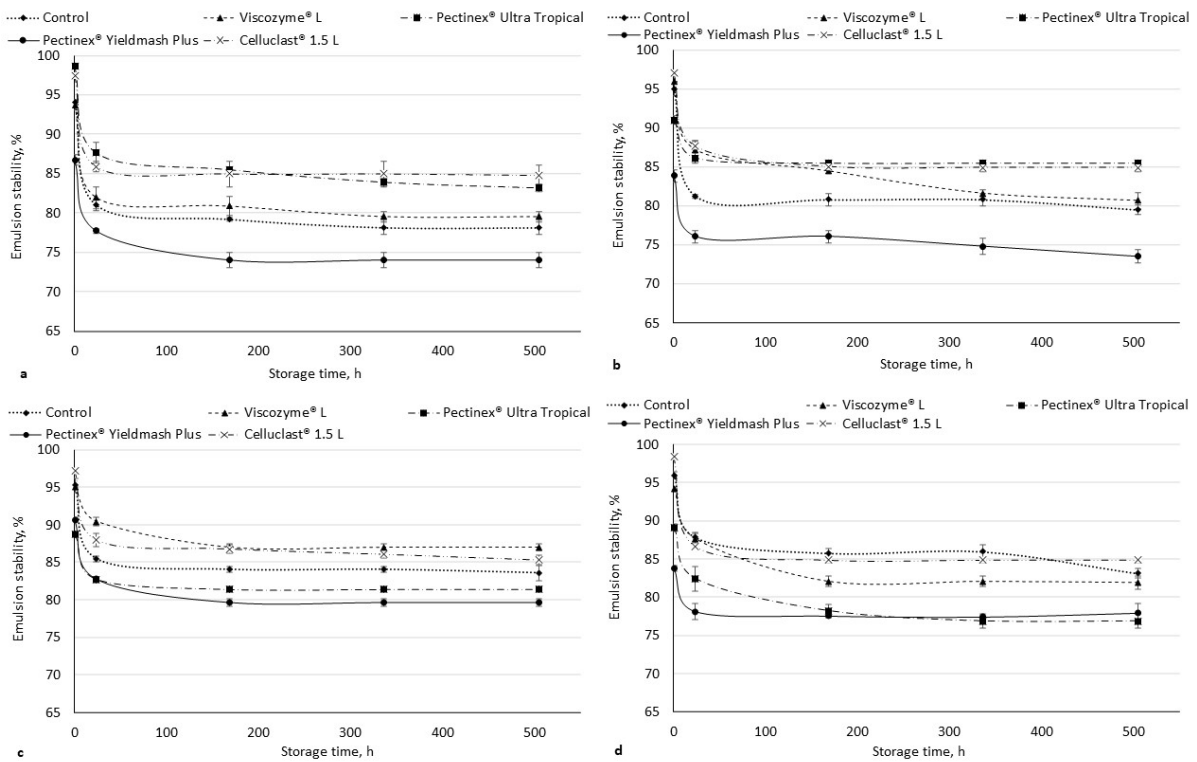 Control Viscozyme® L Pectinex® Ultra Tropical
Pectinex® Yieldmash Plus Celluclast® 1.5 L
Emulsion stability, %
100
95
90
85
80
75
70
65
0 100 200 300 400 500
Storage time, h
a
Control Viscozyme® L Pectinex® Ultra Tropical
Pectinex® Yieldmash Plus Celluclast® 1.5 L
Emulsion stability, %
100
95
90
85
80
75
70
65
0 100 200 300 400 500
Storage time, h
b
Control Viscozyme® L Pectinex® Ultra Tropical
Pectinex® Yieldmash Plus Celluclast® 1.5 L
Emulsion stability, %
100
95
90
85
80
75
70
65
0 100 200 300 400 500
Storage time, h
c
Control Viscozyme® L Pectinex® Ultra Tropical
Pectinex® Yieldmash Plus Celluclast® 1.5 L
Emulsion stability, %
100
95
90
85
80
75
70
65
0 100 200 300 400 500
Storage time, h
d